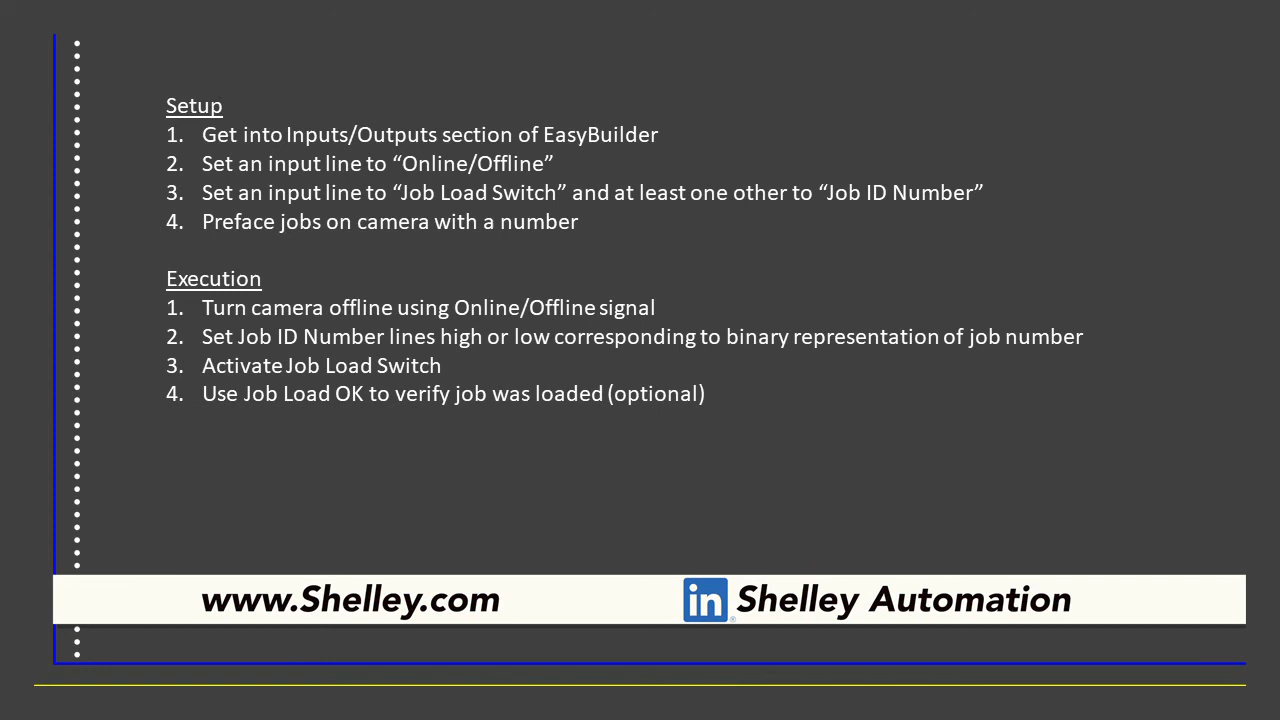 Setup
1. Get into Inputs/Outputs section of EasyBuilder
2. Set an input line to “Online/Offline”
3. Set an input line to “Job Load Switch” and at least one other to “Job ID Number”
4. Preface jobs on camera with a number
Execution
1. Turn camera offline using Online/Offline signal
2. Set Job ID Number lines high or low corresponding to binary representation of job number
3. Activate Job Load Switch
4. Use Job Load OK to verify job was loaded (optional)
www.Shelley.com
in® Shelley Automation